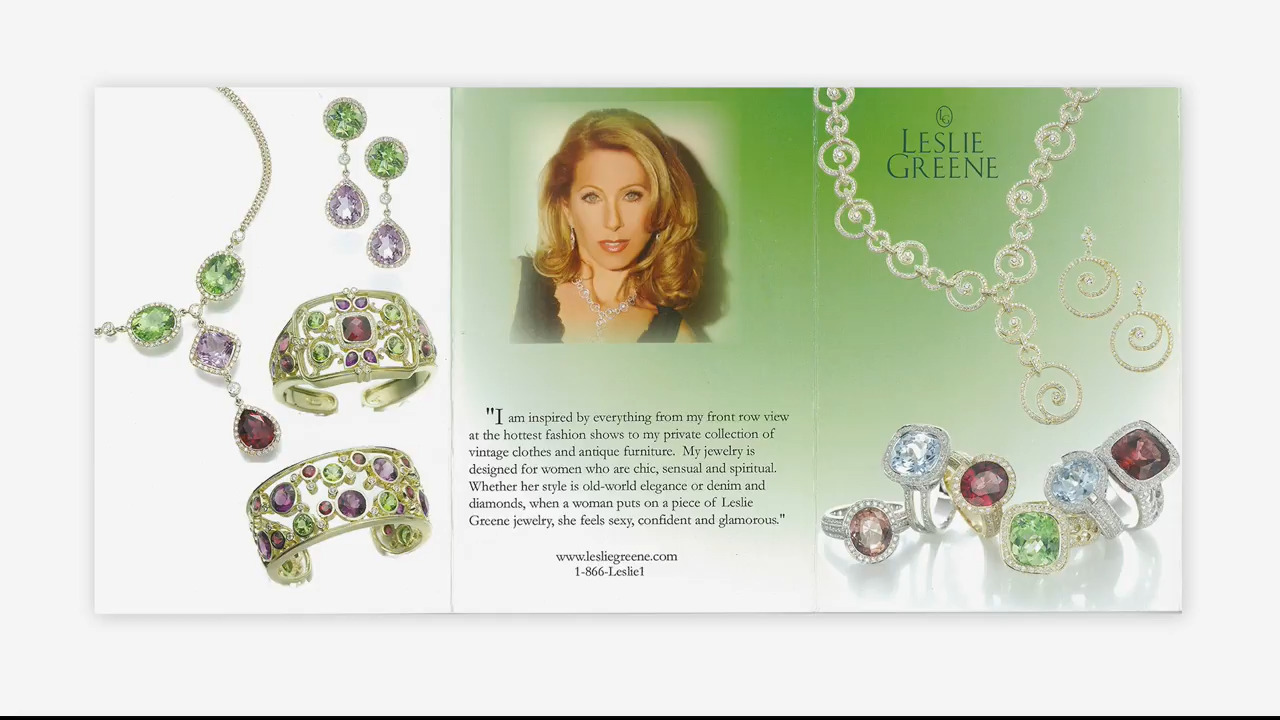 LG
LESLIE
GREENE
"I am inspired by everything from my front row view
at the hottest fashion shows to my private collection of
vintage clothes and antique furniture. My jewelry is
designed for women who are chic, sensual and spiritual.
Whether her style is old-world elegance or denim and
diamonds, when a woman puts on a piece of Leslie
Greene jewelry, she feels sexy, confident and glamorous."
www.lesliegreene.com
1-866-Leslie1